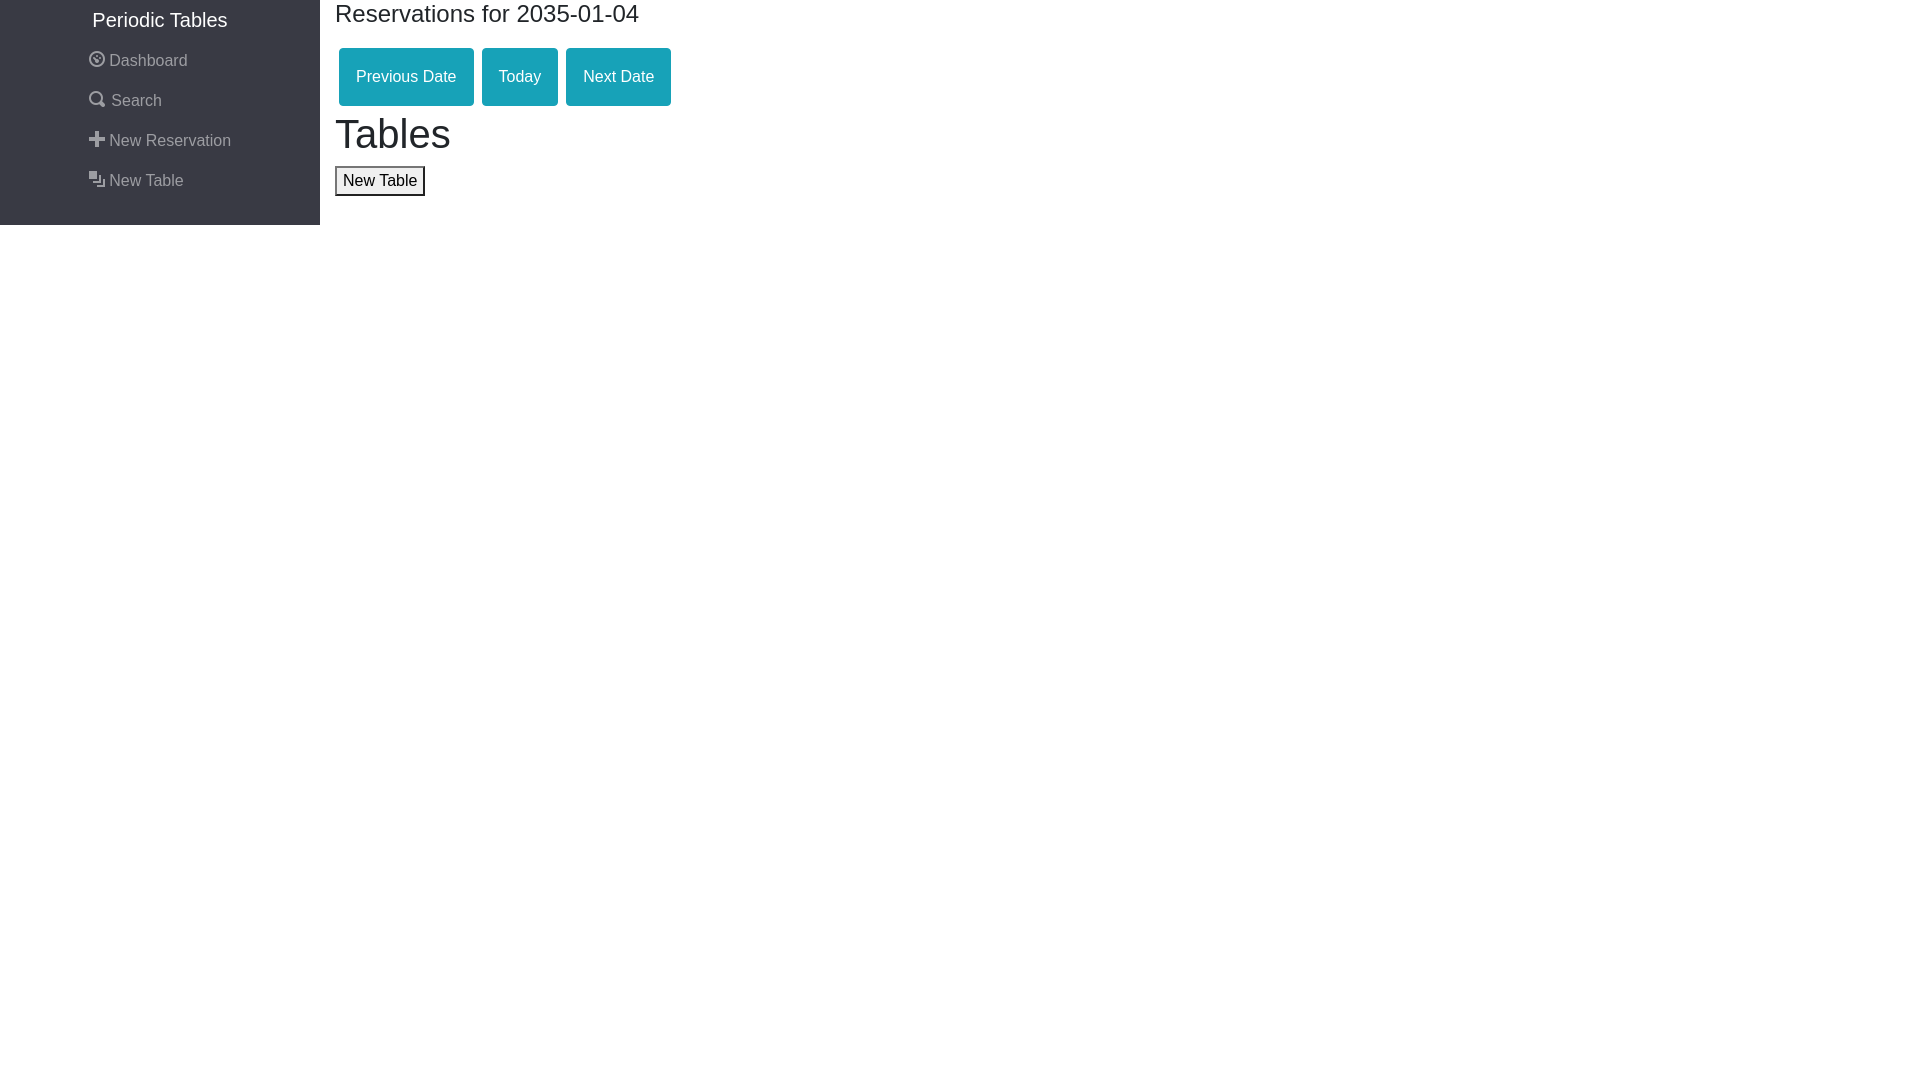 Periodic Tables
Dashboard
Search
New Reservation
New Table
Reservations for 2035-01-04
Previous Date
Today
Next Date
Tables
New Table